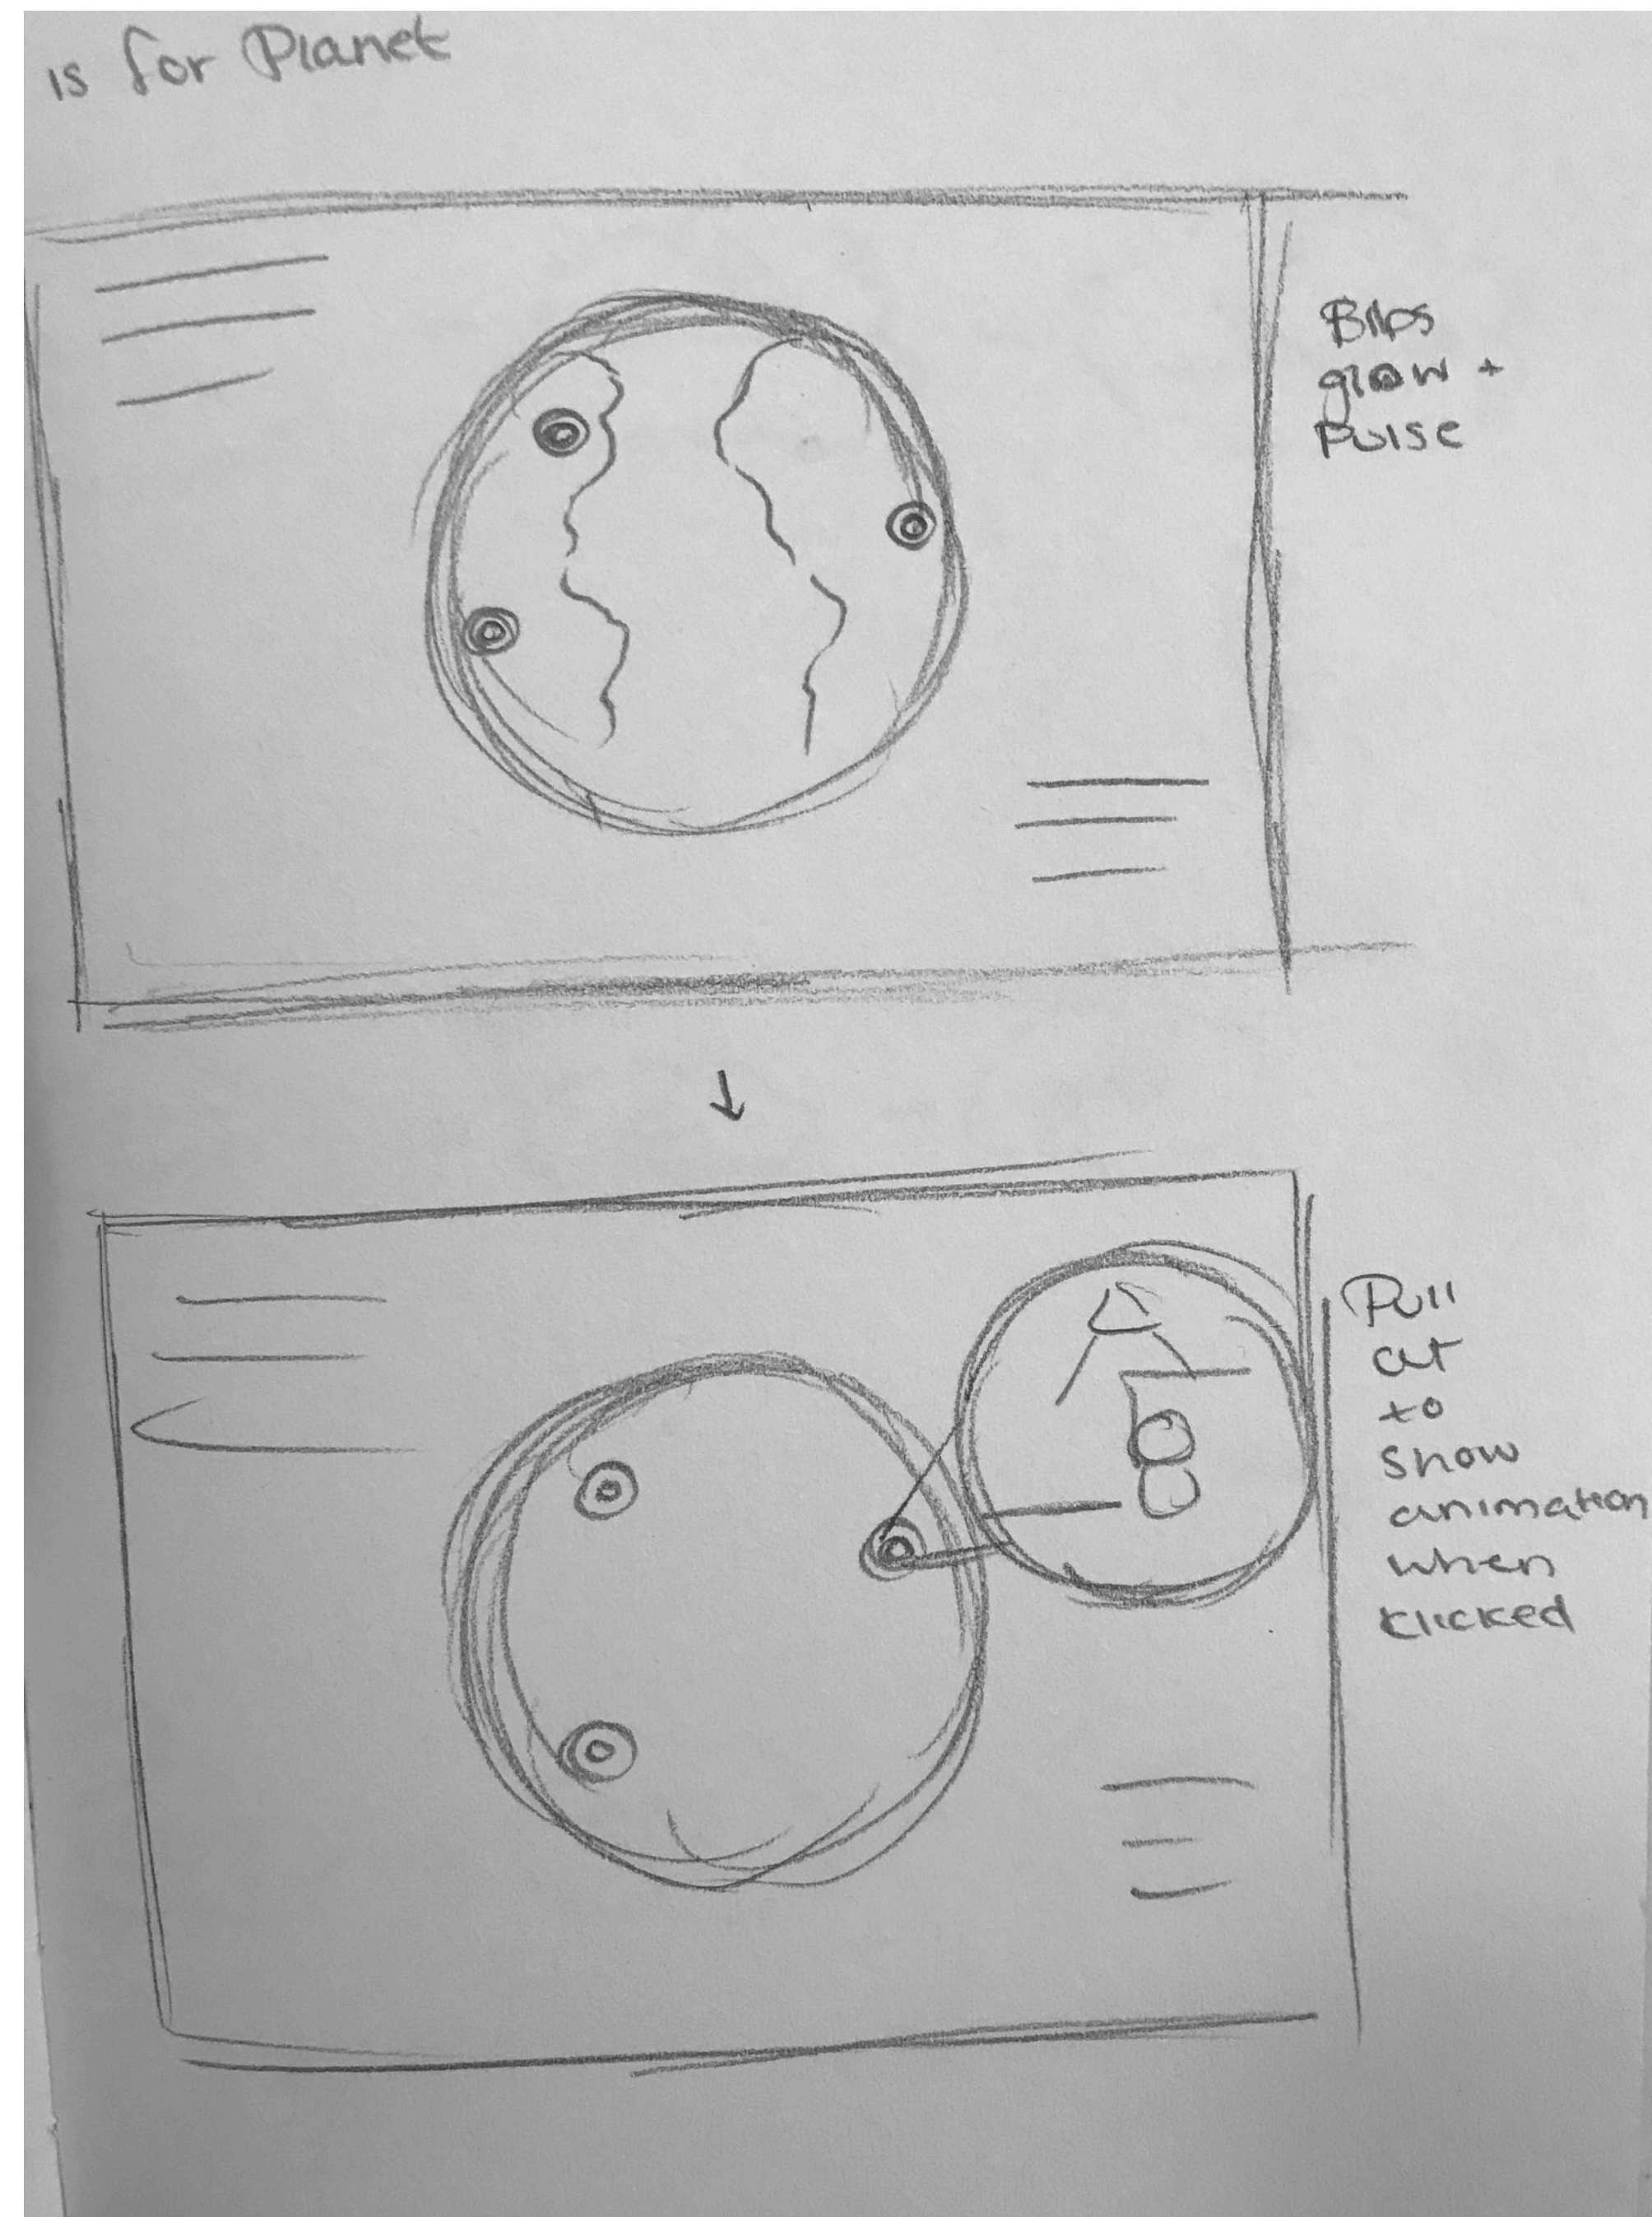 is for Planet
Blips
glow +
Pulse
Pull
out
to
show
animation
when
clicked